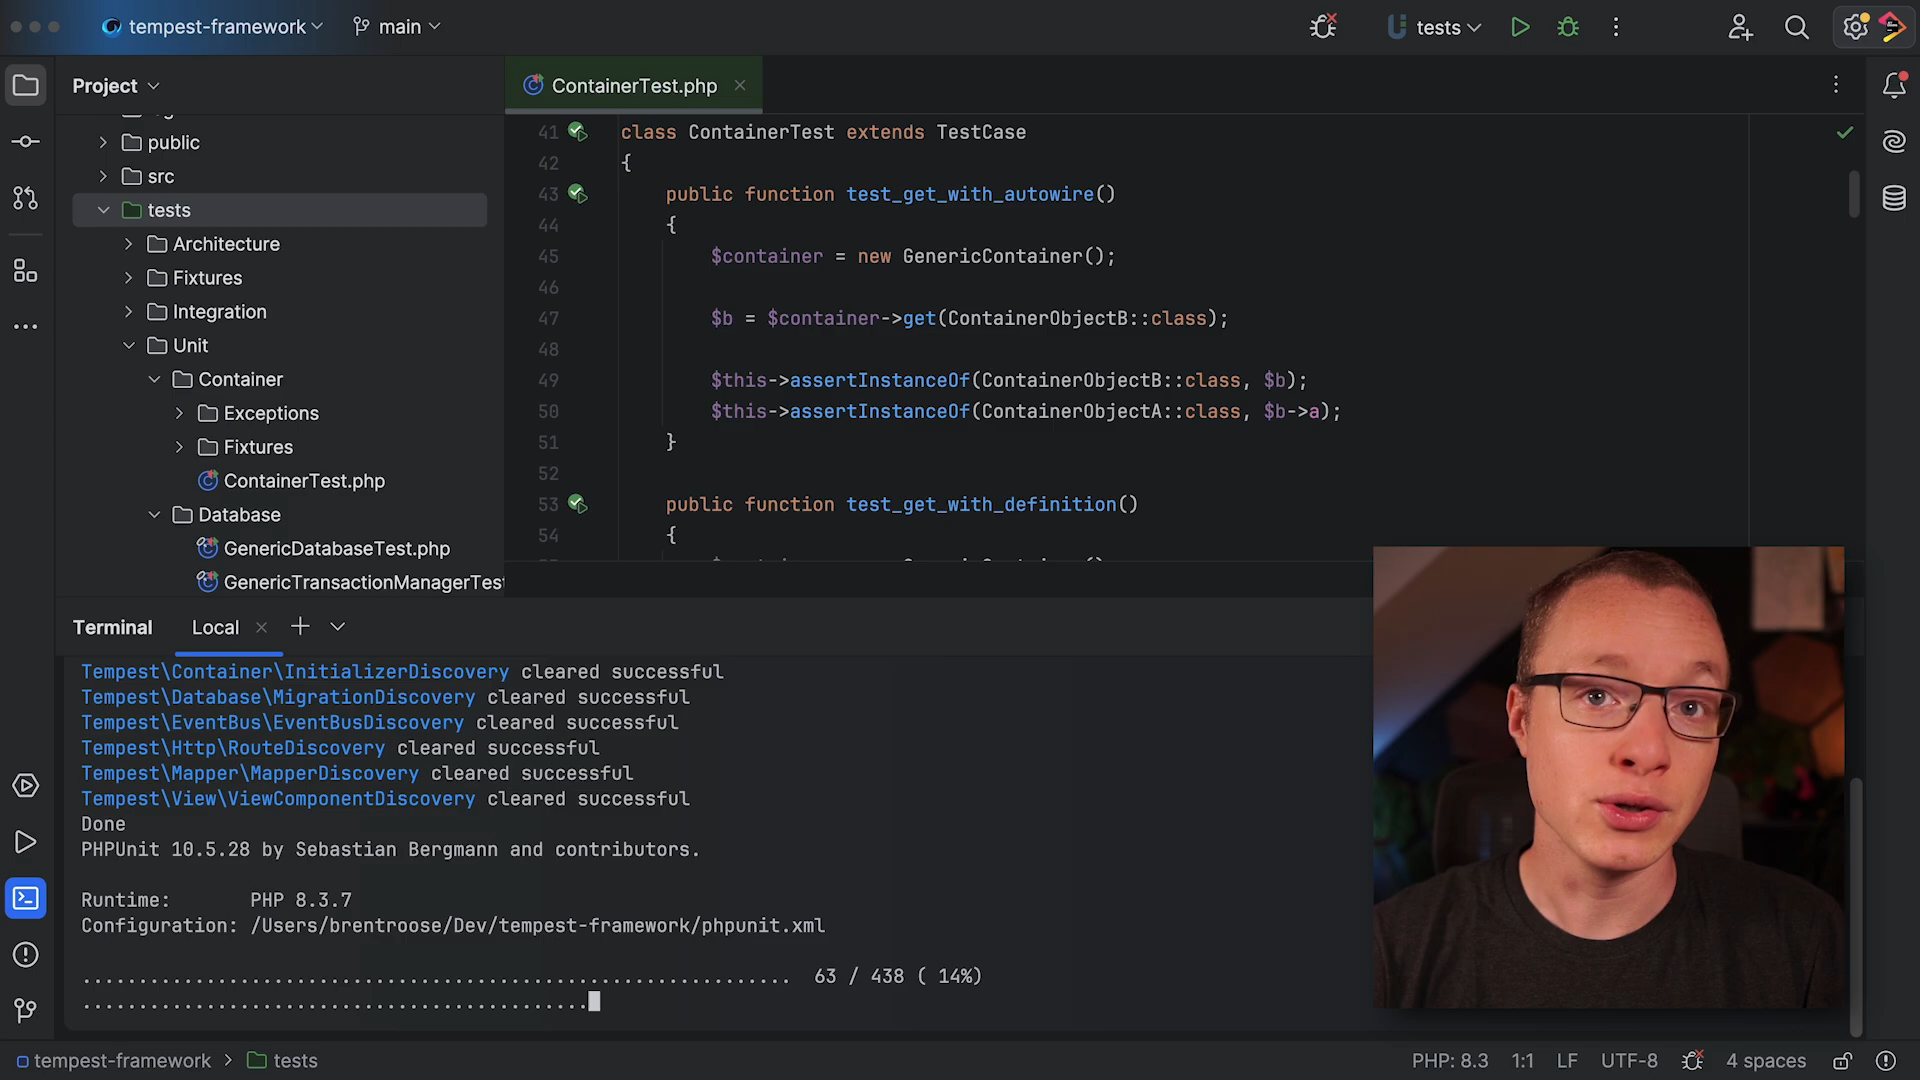 tempest-framework
main
tests
Project
ContainerTest.php
public
src
tests
Architecture
Fixtures
Integration
Unit
Container
Exceptions
Fixtures
ContainerTest.php
Database
GenericDatabaseTest.php
GenericTransactionManagerTest
41 class ContainerTest extends TestCase
42 {
43 public function test_get_with_autowire()
44 {
45 $container = new GenericContainer();
46
47 $b = $container->get(ContainerObjectB::class);
48
49 $this->assertInstanceOf(ContainerObjectB::class, $b);
50 $this->assertInstanceOf(ContainerObjectA::class, $b->a);
51 }
52
53 public function test_get_with_definition()
54 {
Terminal
Local
Tempest\Container\InitializerDiscovery cleared successful
Tempest\Database\MigrationDiscovery cleared successful
Tempest\EventBus\EventBusDiscovery cleared successful
Tempest\Http\RouteDiscovery cleared successful
Tempest\Mapper\MapperDiscovery cleared successful
Tempest\View\ViewComponentDiscovery cleared successful
Done
PHPUnit 10.5.28 by Sebastian Bergmann and contributors.
Runtime: PHP 8.3.7
Configuration: /Users/brentroose/Dev/tempest-framework/phpunit.xml
............................................................... 63 / 438 ( 14%)
.............................................
tempest-framework > tests
PHP: 8.3 1:1 LF UTF-8 4 spaces